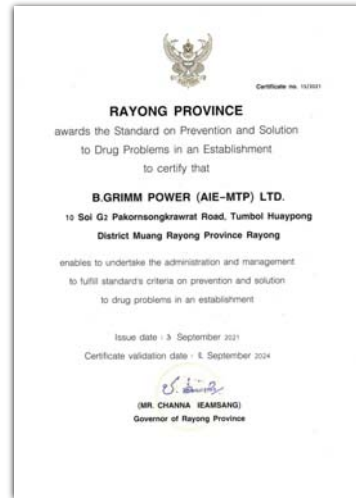 Certificate no. 15/2021
RAYONG PROVINCE
awards the Standard on Prevention and Solution
to Drug Problems in an Establishment
to certify that
B.GRIMM POWER (AIE-MTP) LTD.
10 Soi G2 Pakornsongkrawrat Road, Tumbol Huaypong
District Muang Rayong Province Rayong
enables to undertake the administration and management
to fulfill standard's criteria on prevention and solution
to drug problems in an establishment
Issue date : 3 September 2021
Certificate validation date : September 2024
(MR. CHANNA IEAMSANG)
Governor of Rayong Province